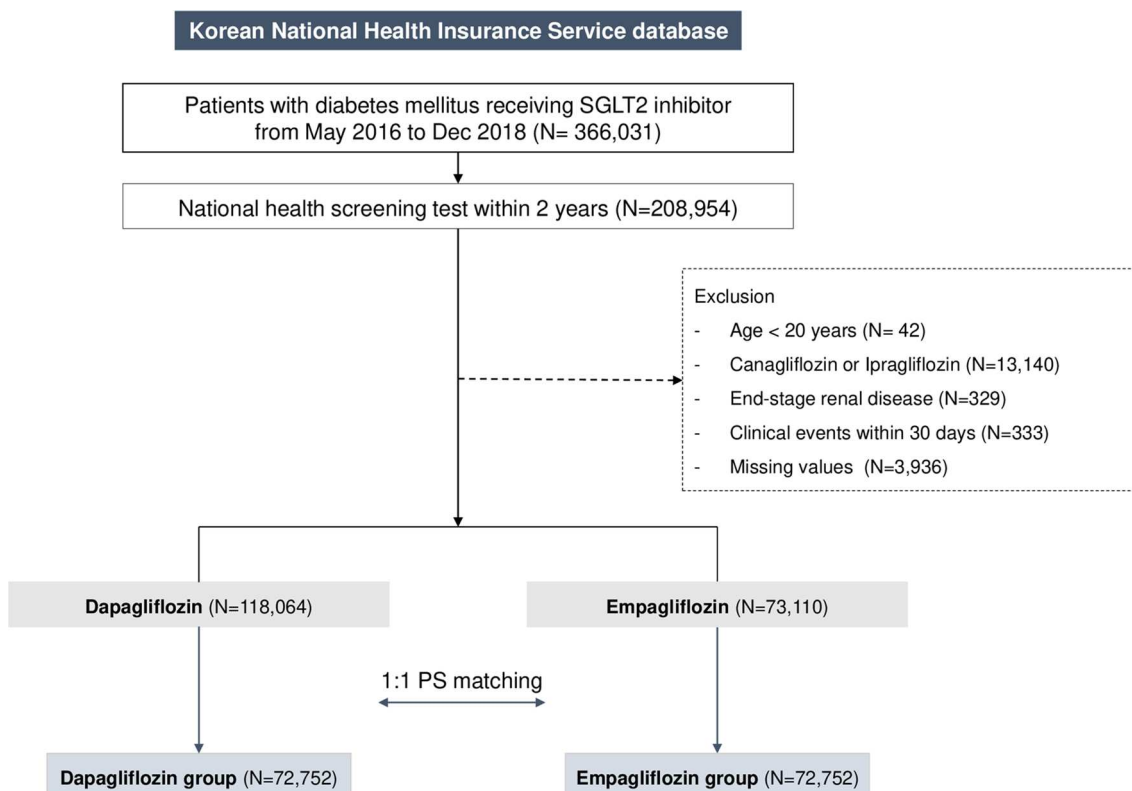 Korean National Health Insurance Service database
Patients with diabetes mellitus receiving SGLT2 inhibitor
from May 2016 to Dec 2018 (N= 366,031)
National health screening test within 2 years (N=208,954)
Exclusion
- Age < 20 years (N= 42)
- Canagliflozin or Ipragliflozin (N=13,140)
- End-stage renal disease (N=329)
- Clinical events within 30 days (N=333)
- Missing values (N=3,936)
Dapagliflozin (N=118,064)
Empagliflozin (N=73,110)
1:1 PS matching
Dapagliflozin group (N=72,752)
Empagliflozin group (N=72,752)